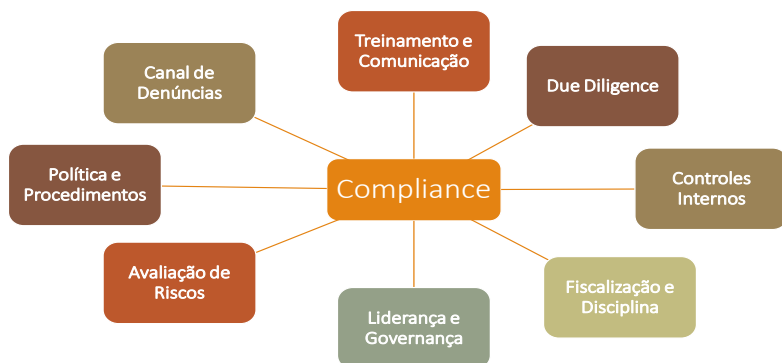 Treinamento e
Comunicação
Canal de
Denúncias
Due Diligence
Política e
Procedimentos
Compliance
Controles
Internos
Avaliação de
Riscos
Fiscalização e
Disciplina
Liderança e
Governança